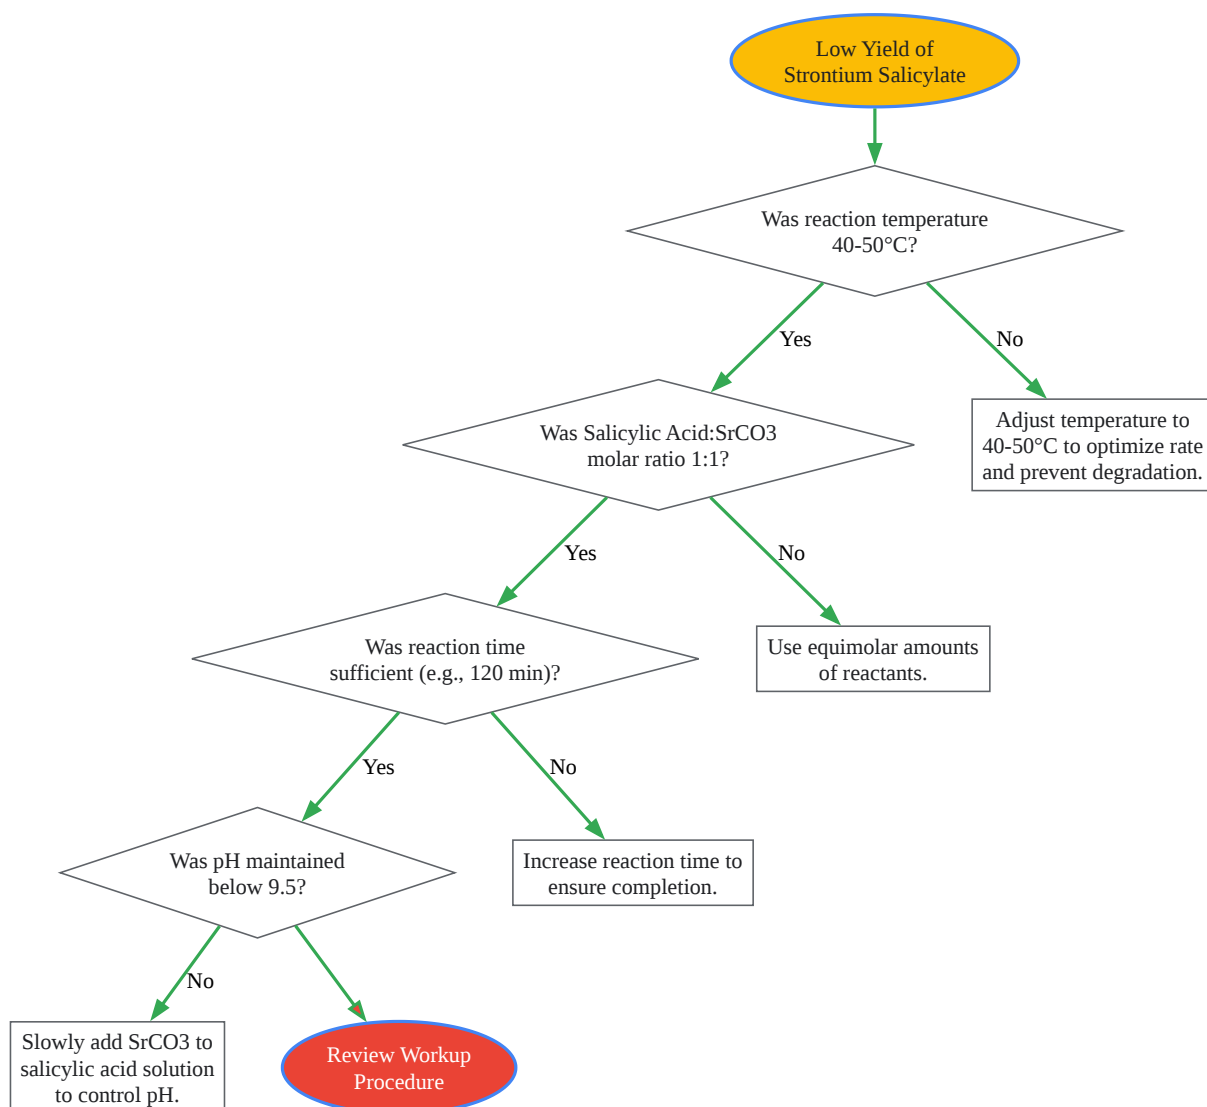 Low Yield of
Strontium Salicylate
Was reaction temperature
40-50°C?
Yes
No
Adjust temperature to
40-50°C to optimize rate
and prevent degradation.
Was Salicylic Acid:SrCO3
molar ratio 1:1?
Yes
No
Use equimolar amounts
of reactants.
Was reaction time
sufficient (e.g., 120 min)?
Yes
No
Increase reaction time to
ensure completion.
Was pH maintained
below 9.5?
No
Slowly add SrCO3 to
salicylic acid solution
to control pH.
Review Workup
Procedure